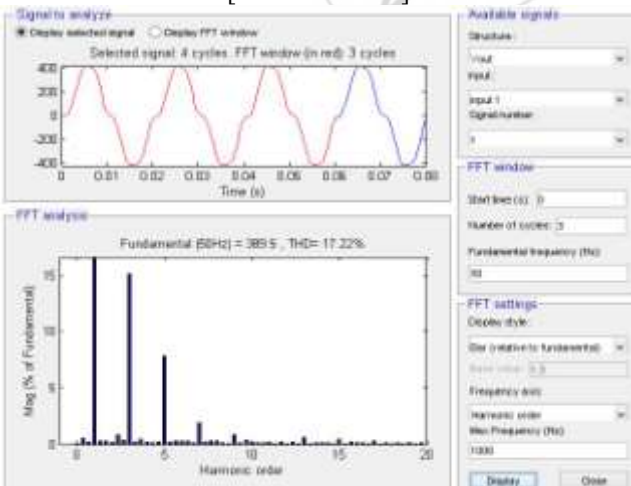 Signal to analyze
Display selected signal
Display FFT window
Selected signal: 4 cycles. FFT window (in red): 3 cycles
400
200
0
-200
-400
0 0.01 0.02 0.03 0.04 0.05 0.06 0.07 0.08
Time (s)
FFT analysis
Fundamental (50Hz) = 389.5 , THD= 17.22%
Mag (% of Fundamental)
15
10
5
0
0 5 10 15 20
Harmonic order
Available signals
Structure :
Vout
Input :
input 1
Signal number:
1
FFT window
Start time (s): 0
Number of cycles: 3
Fundamental frequency (Hz):
50
FFT settings
Display style :
Bar (relative to fundamental)
Frequency axis:
Harmonic order
Max Frequency (Hz):
1000
Display
Close